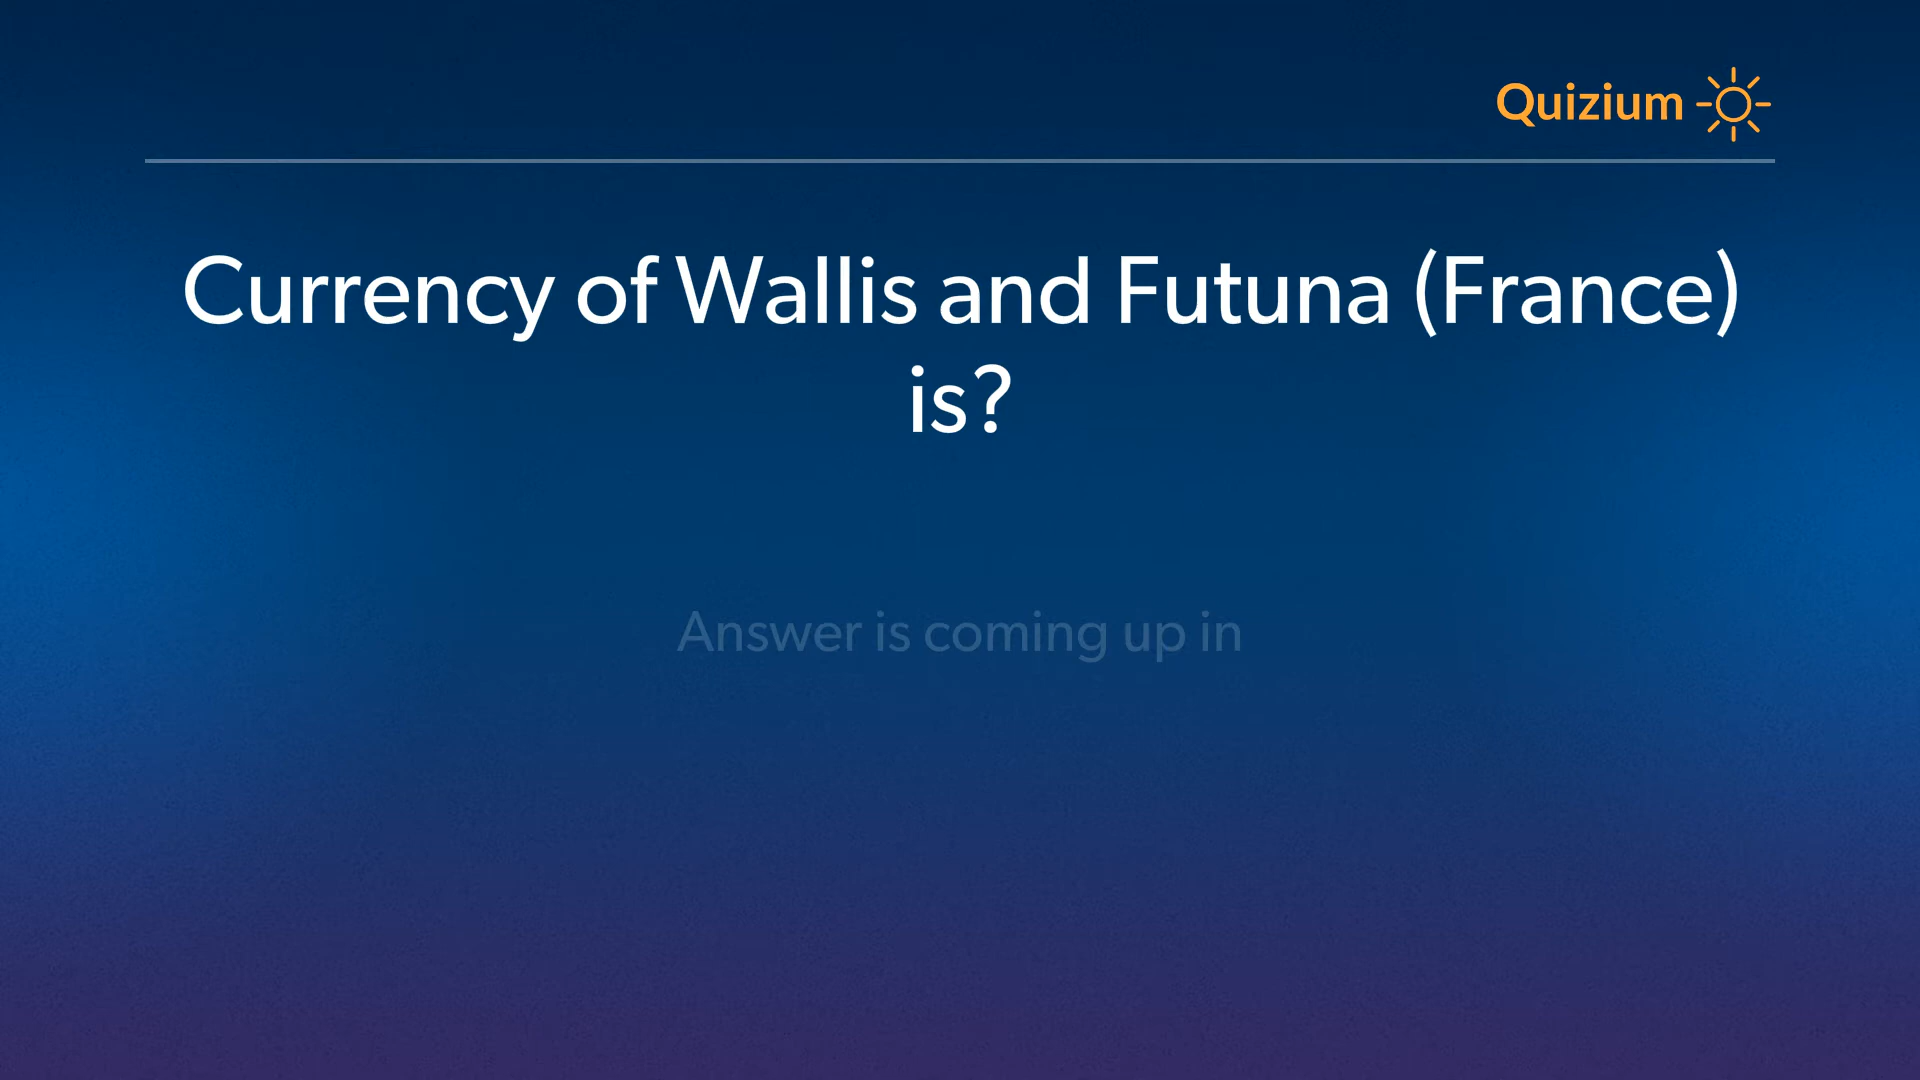 Quizium
Currency of Wallis and Futuna (France)
is?
Answer is coming up in